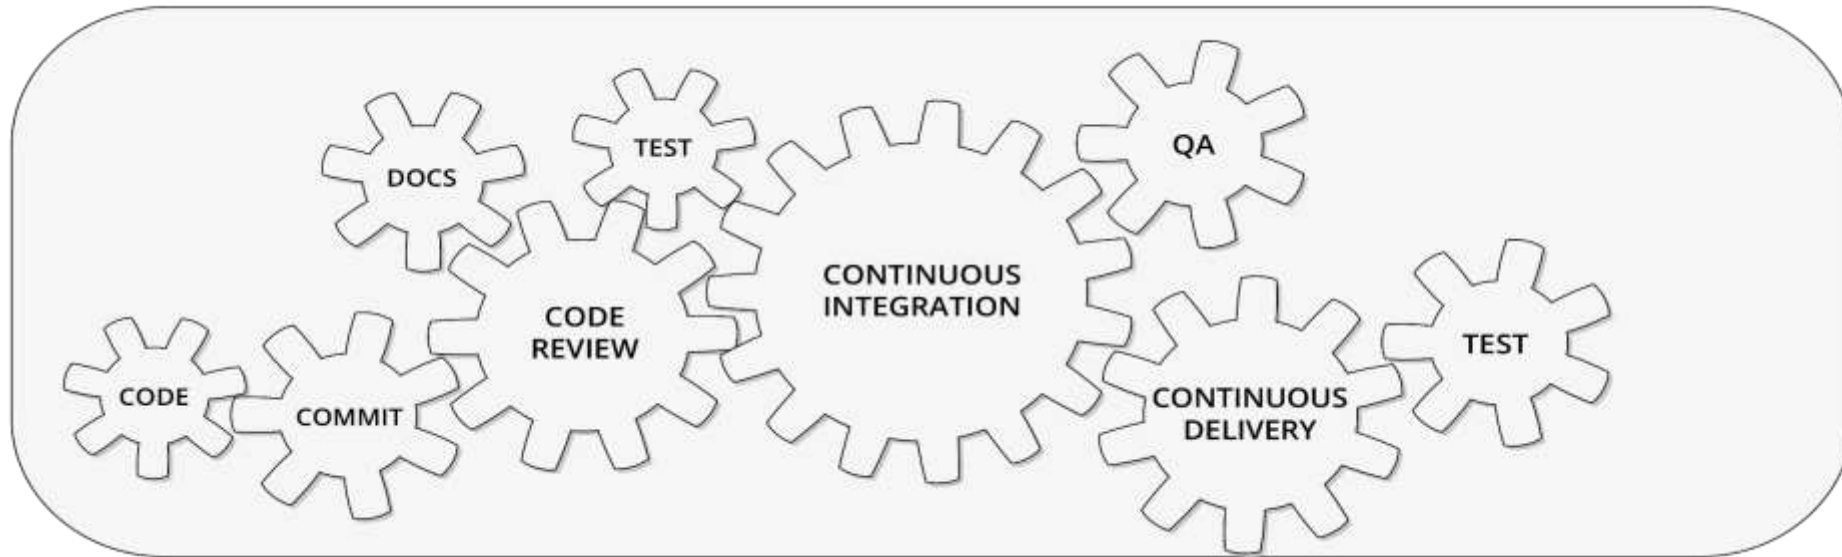 CODE
COMMIT
DOCS
CODE
REVIEW
TEST
CONTINUOUS
INTEGRATION
QA
CONTINUOUS
DELIVERY
TEST